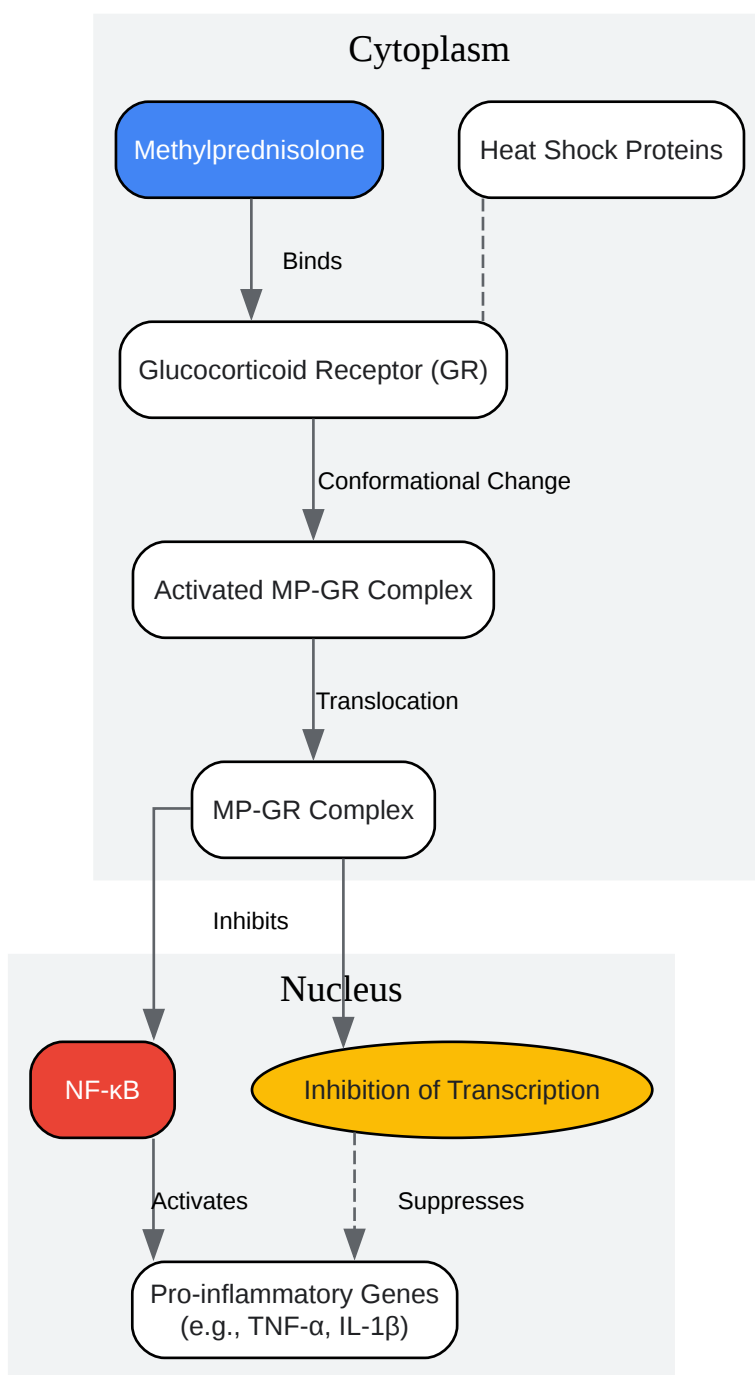 Cytoplasm
Methylprednisolone
Heat Shock Proteins
Binds
Glucocorticoid Receptor (GR)
Conformational Change
Activated MP-GR Complex
Translocation
MP-GR Complex
Inhibits
Nucleus
NF-κB
Inhibition of Transcription
Activates
Suppresses
Pro-inflammatory Genes
(e.g., TNF-α, IL-1β)